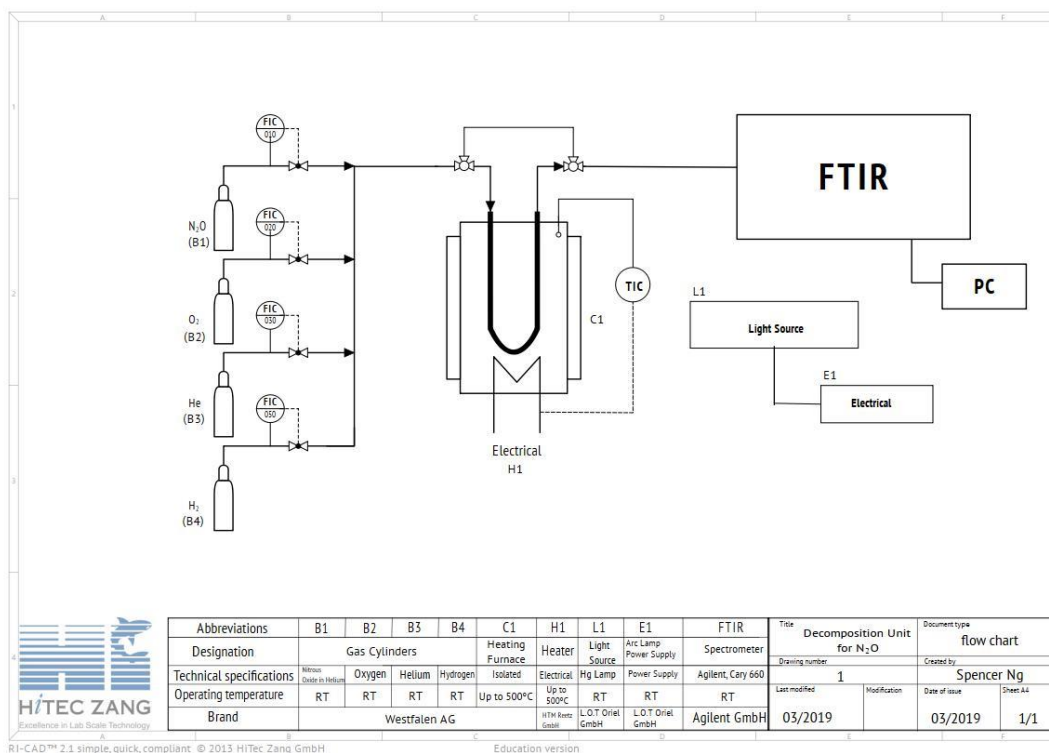 A B C D E F
1
2
3
4
FIC
010
N₂O
(B1)
FIC
020
O₂
(B2)
FIC
030
He
(B3)
FIC
050
H₂
(B4)
TIC
C1
Electrical
H1
FTIR
PC
L1
Light Source
E1
Electrical
HiTEC ZANG
Excellence in Lab Scale Technology
Abbreviations B1 B2 B3 B4 C1 H1 L1 E1 FTIR
Designation Gas Cylinders Heating Furnace Heater Light Source Arc Lamp Power Supply Spectrometer
Technical specifications Nitrous Oxide in Helium Oxygen Helium Hydrogen Isolated Electrical Hg Lamp Power Supply Agilent, Cary 660
Operating temperature RT RT RT RT Up to 500°C Up to 500°C RT RT RT
Brand Westfalen AG HTM Reetz GmbH L.O.T Oriel GmbH L.O.T Oriel GmbH Agilent GmbH
Title
Decomposition Unit
for N₂O
Document type
flow chart
Drawing number
1
Created by
Spencer Ng
Last modified
03/2019
Modification
Date of issue
03/2019
Sheet A4
1/1
A B C D E F
RI-CAD™ 2.1 simple, quick, compliant © 2013 HiTec Zang GmbH Education version